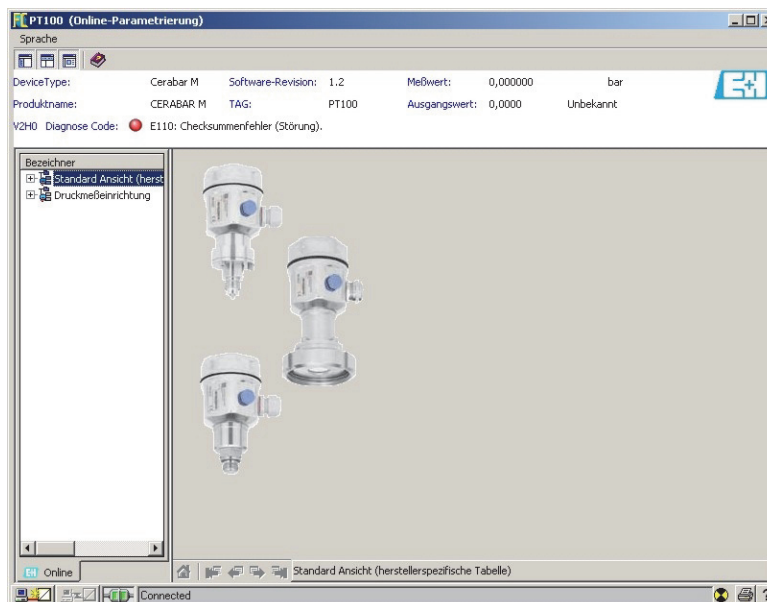 PT100 (Online-Parametrierung)
Sprache
DeviceType: Cerabar M Software-Revision: 1.2 Meßwert: 0,000000 bar
Produktname: CERABAR M TAG: PT100 Ausgangswert: 0,0000 Unbekannt
V2H0 Diagnose Code: E110: Checksummenfehler (Störung).
E+H
Bezeichner
Standard Ansicht (herst
Druckmeßeinrichtung
Online
Standard Ansicht (herstellerspezifische Tabelle)
Connected